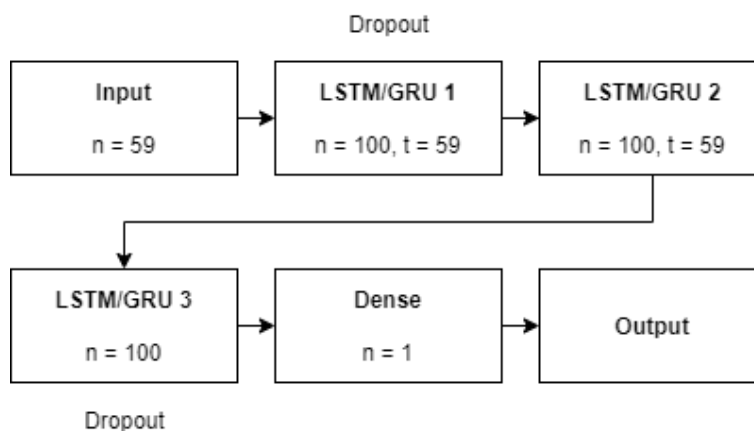 Dropout
Input
n = 59
LSTM/GRU 1
n = 100, t = 59
LSTM/GRU 2
n = 100, t = 59
LSTM/GRU 3
n = 100
Dense
n = 1
Output
Dropout